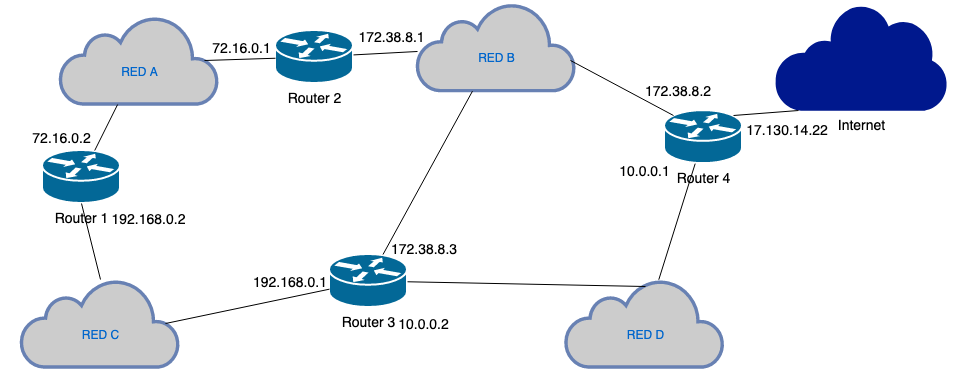 RED A
72.16.0.1
Router 2
172.38.8.1
RED B
172.38.8.2
17.130.14.22
Internet
72.16.0.2
Router 1
192.168.0.2
10.0.0.1
Router 4
172.38.8.3
192.168.0.1
Router 3
10.0.0.2
RED C
RED D